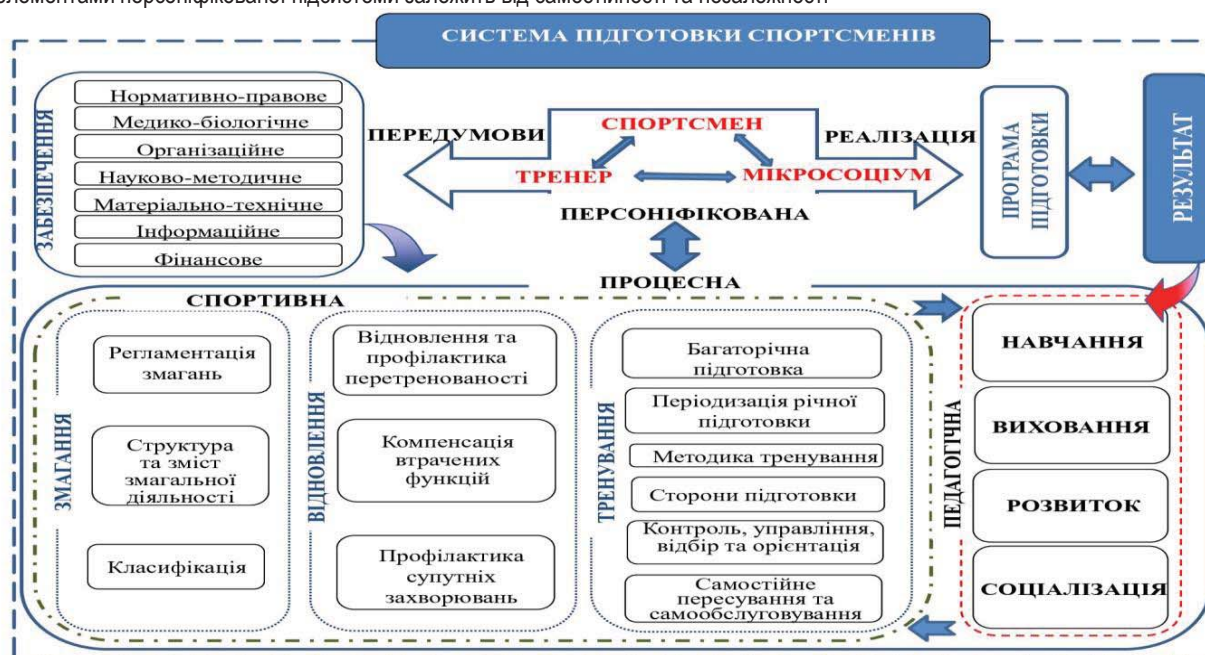 елементами персоніфікованої підсистеми залежить від самостійності та незалежності
СИСТЕМА ПІДГОТОВКИ СПОРТСМЕНІВ
ЗАБЕЗПЕЧЕННЯ
Нормативно-правове
Медико-біологічне
Організаційне
Науково-методичне
Матеріально-технічне
Інформаційне
Фінансове
ПЕРЕДУМОВИ
СПОРТСМЕН
ТРЕНЕР
МІКРОСОЦІУМ
РЕАЛІЗАЦІЯ
ПЕРСОНІФІКОВАНА
ПРОГРАМА
ПІДГОТОВКИ
РЕЗУЛЬТАТ
ПРОЦЕСНА
СПОРТИВНА
ЗМАГАННЯ
Регламентація
змагань
Структура
та зміст
змагальної
діяльності
Класифікація
ВІДНОВЛЕННЯ
Відновлення та
профілактика
перетренованості
Компенсація
втрачених
функцій
Профілактика
супутніх
захворювань
ТРЕНУВАННЯ
Багаторічна
підготовка
Періодизація річної
підготовки
Методика тренування
Сторони підготовки
Контроль, управління,
відбір та орієнтація
Самостійне
пересування та
самообслуговування
ПЕДАГОГІЧНА
НАВЧАННЯ
ВИХОВАННЯ
РОЗВИТОК
СОЦІАЛІЗАЦІЯ